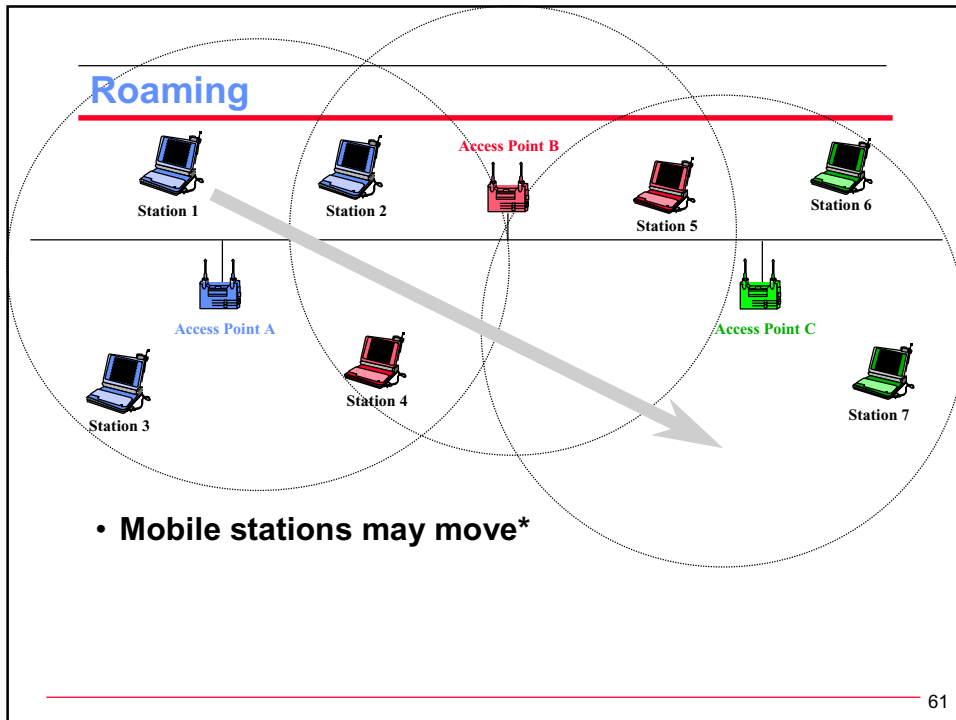 Roaming
Access Point B
Station 1
Station 2
Station 5
Station 6
Access Point A
Access Point C
Station 3
Station 4
Station 7
• Mobile stations may move*
61